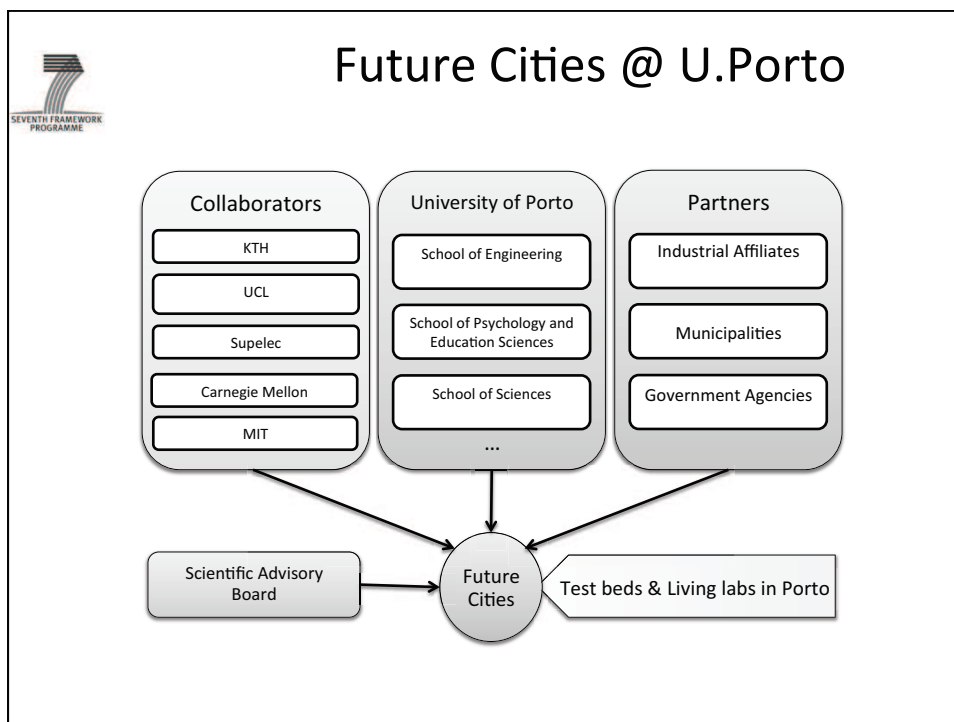 Future Cities @ U.Porto
SEVENTH FRAMEWORK
PROGRAMME
Collaborators
KTH
UCL
Supelec
Carnegie Mellon
MIT
University of Porto
School of Engineering
School of Psychology and
Education Sciences
School of Sciences
...
Partners
Industrial Affiliates
Municipalities
Government Agencies
Scientific Advisory
Board
Future
Cities
Test beds & Living labs in Porto